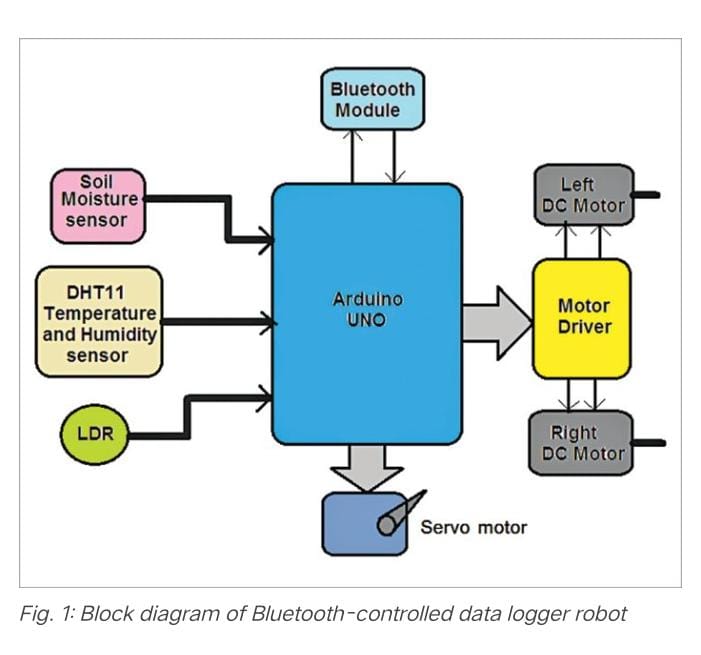 Bluetooth
Module
Soil
Moisture
sensor
Left
DC Motor
DHT11
Temperature
and Humidity
sensor
Arduino
UNO
Motor
Driver
LDR
Right
DC Motor
Servo motor
Fig. 1: Block diagram of Bluetooth-controlled data logger robot